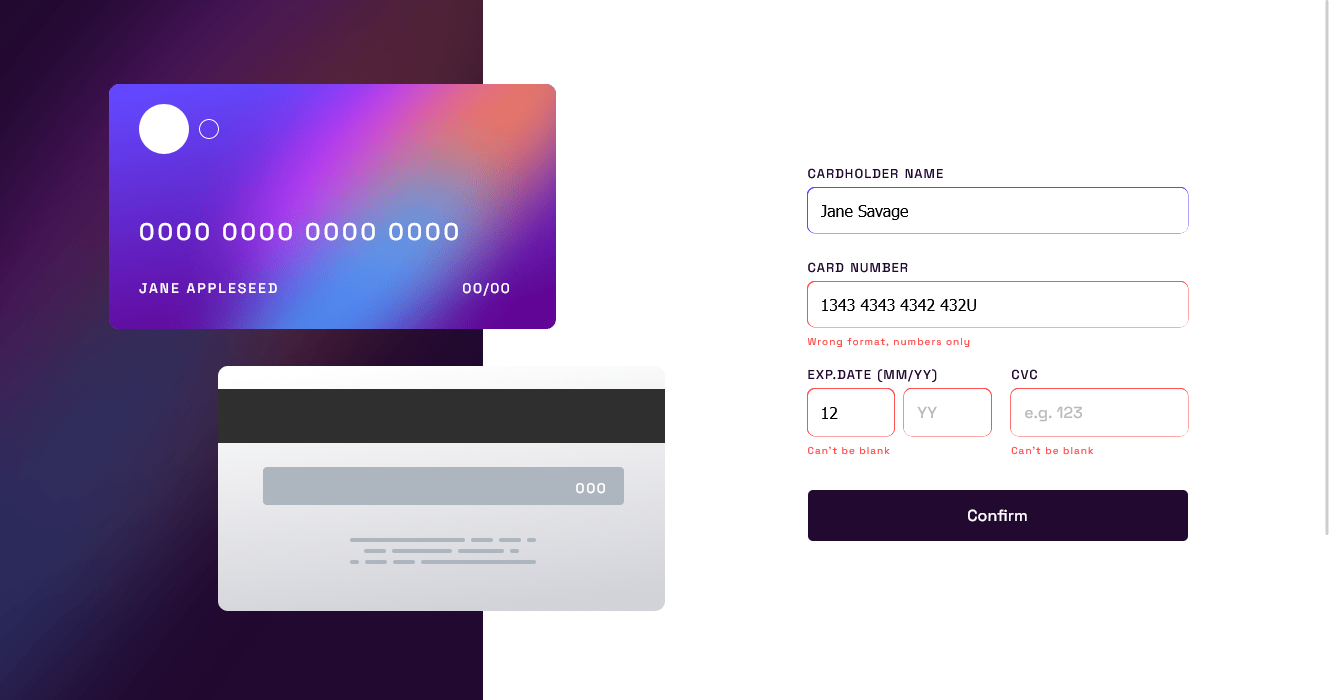 0000 0000 0000 0000
JANE APPLESEED 00/00
000
CARDHOLDER NAME
Jane Savage
CARD NUMBER
1343 4343 4342 432U
Wrong format, numbers only
EXP.DATE (MM/YY) CVC
12 YY e.g. 123
Can't be blank Can't be blank
Confirm